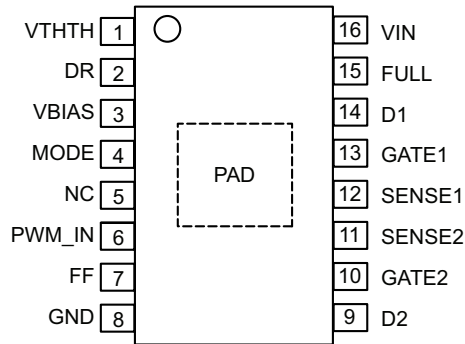 VTHTH 1 16 VIN
DR 2 15 FULL
VBIAS 3 14 D1
MODE 4 13 GATE1
PAD
NC 5 12 SENSE1
PWM_IN 6 11 SENSE2
FF 7 10 GATE2
GND 8 9 D2